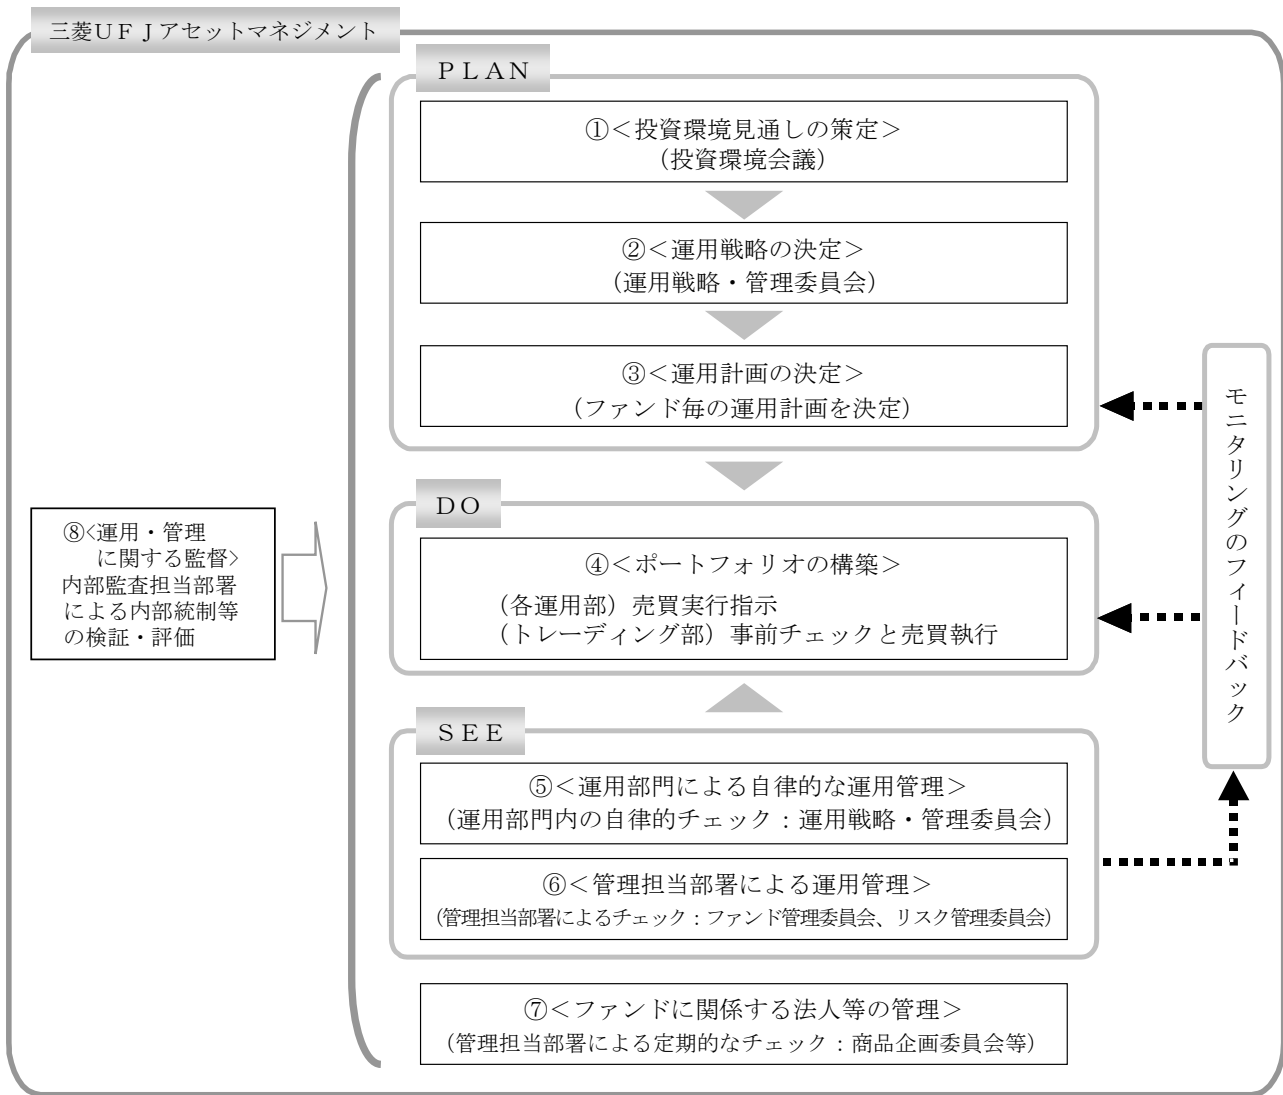 三菱ＵＦＪアセットマネジメント
ＰＬＡＮ
①＜投資環境見通しの策定＞
（投資環境会議）
②＜運用戦略の決定＞
（運用戦略・管理委員会）
③＜運用計画の決定＞
（ファンド毎の運用計画を決定）
ＤＯ
④＜ポートフォリオの構築＞
（各運用部）売買実行指示
（トレーディング部）事前チェックと売買執行
ＳＥＥ
⑤＜運用部門による自律的な運用管理＞
（運用部門内の自律的チェック：運用戦略・管理委員会）
⑥＜管理担当部署による運用管理＞
（管理担当部署によるチェック：ファンド管理委員会、リスク管理委員会）
⑦＜ファンドに関係する法人等の管理＞
（管理担当部署による定期的なチェック：商品企画委員会等）
⑧<運用・管理
に関する監督>
内部監査担当部署
による内部統制等
の検証・評価
モニタリングのフィードバック